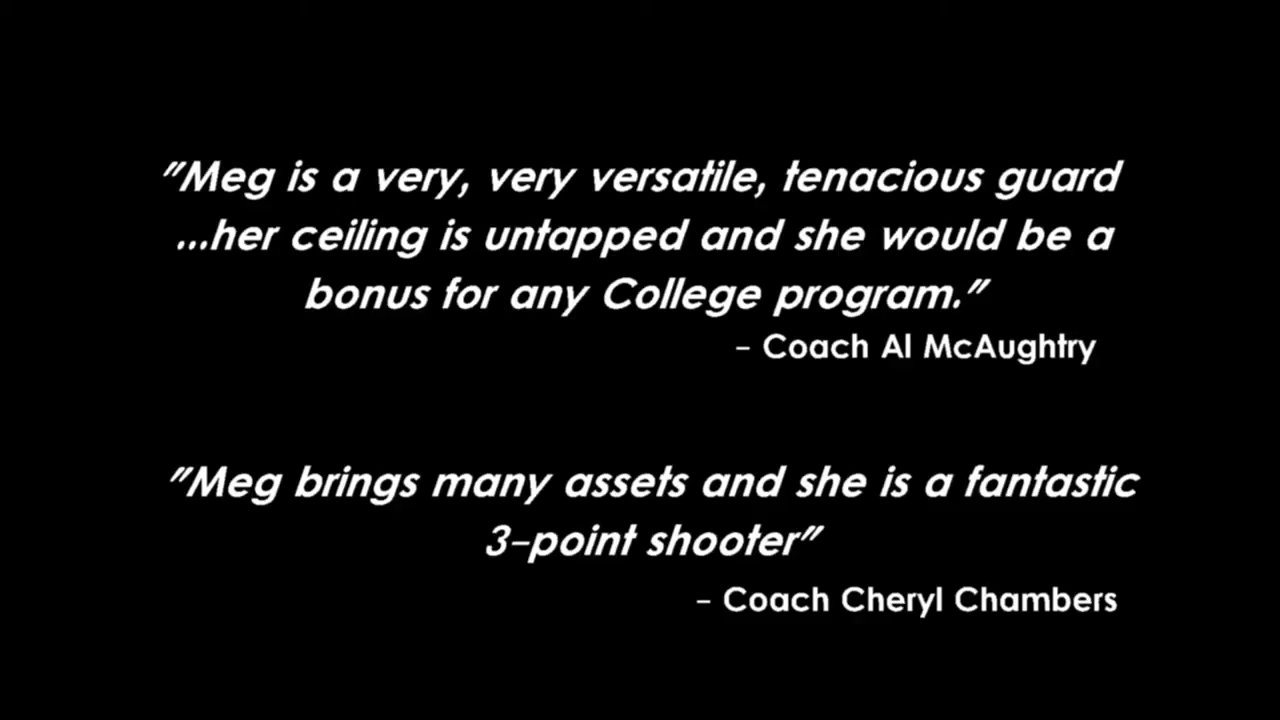 "Meg is a very, very versatile, tenacious guard
...her ceiling is untapped and she would be a
bonus for any College program."
- Coach Al McAughtry
"Meg brings many assets and she is a fantastic
3-point shooter"
- Coach Cheryl Chambers